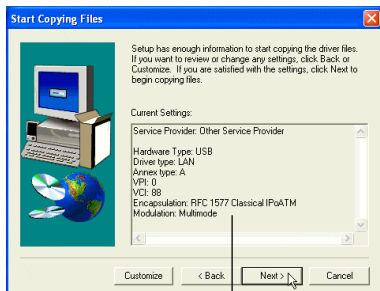 Start Copying Files
Setup has enough information to start copying the driver files.
If you want to review or change any settings, click Back or
Customize. If you are satisfied with the settings, click Next to
begin copying files.
Current Settings:
Service Provider: Other Service Provider
Hardware Type: USB
Driver type: LAN
Annex type: A
VPI: 0
VCI: 88
Encapsulation: RFC 1577 Classical IPoATM
Modulation: Multimode
Customize
< Back
Next >
Cancel